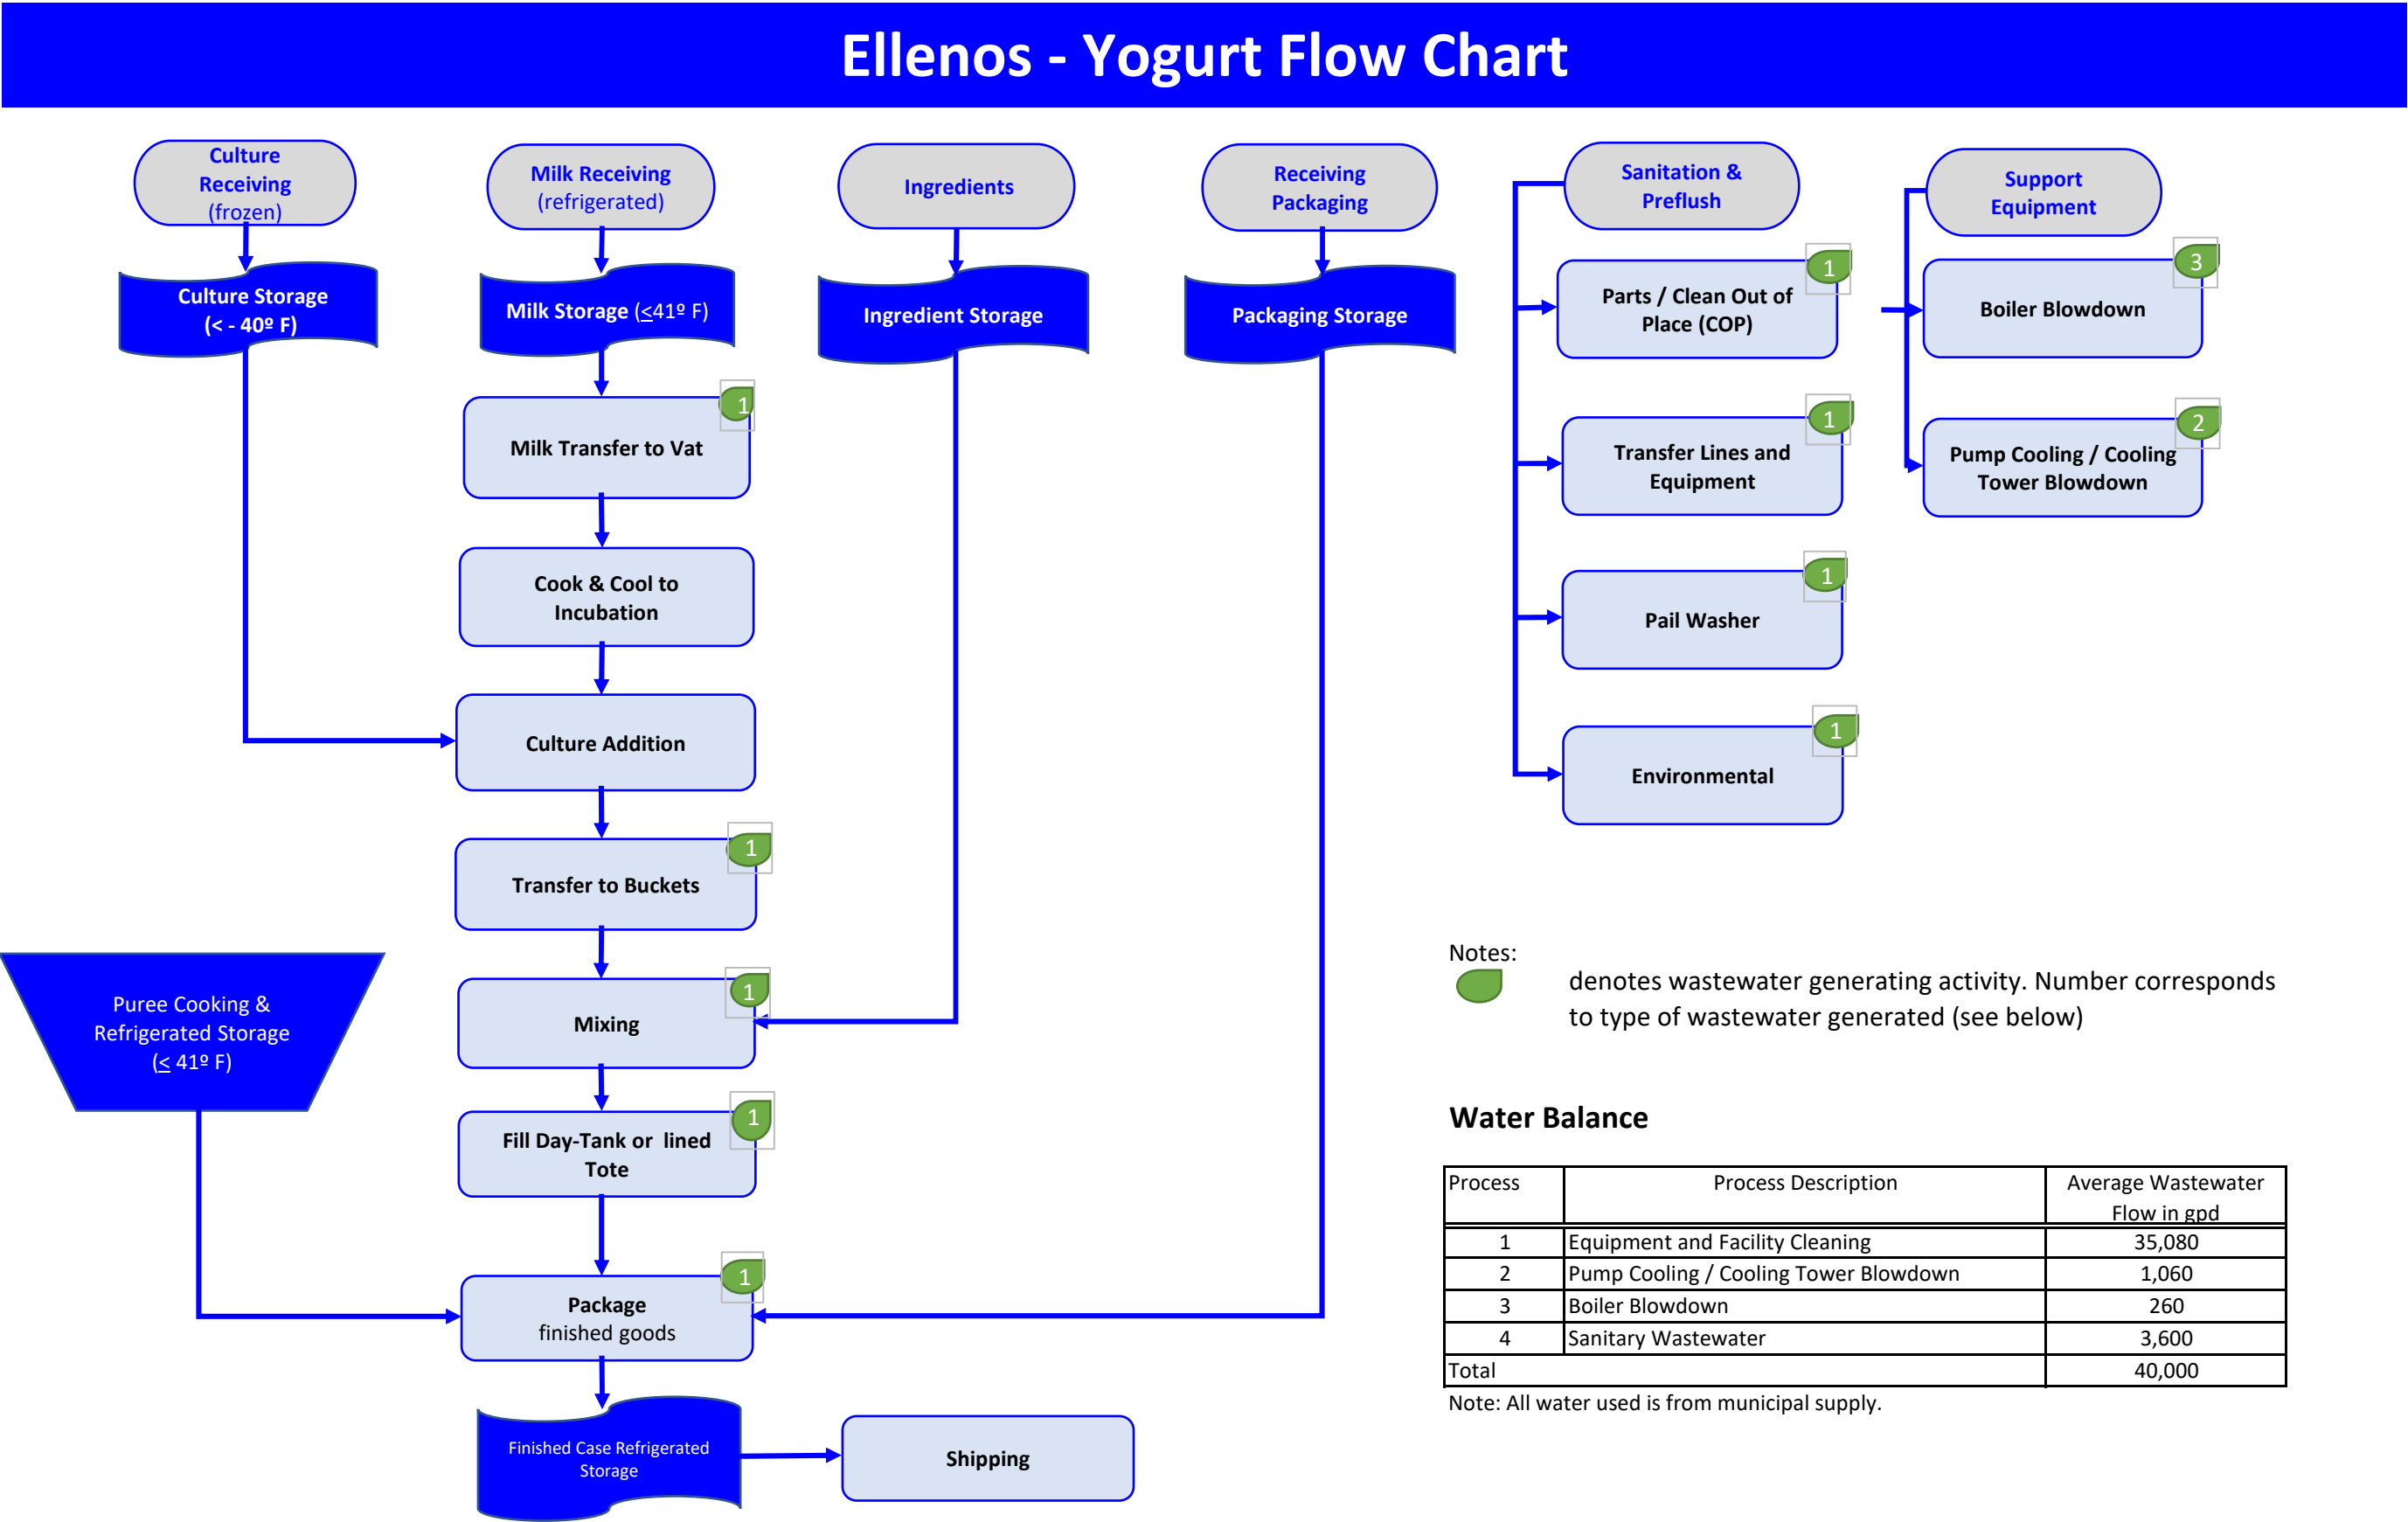 Ellenos - Yogurt Flow Chart
Culture
Receiving
(frozen)
Milk Receiving
(refrigerated)
Ingredients
Receiving
Packaging
Sanitation &
Preflush
Support
Equipment
Culture Storage
(< - 40º F)
Milk Storage (≤41º F)
Ingredient Storage
Packaging Storage
1
Parts / Clean Out of
Place (COP)
3
Boiler Blowdown
1
Milk Transfer to Vat
1
Transfer Lines and
Equipment
2
Pump Cooling / Cooling
Tower Blowdown
Cook & Cool to
Incubation
1
Pail Washer
Culture Addition
1
Environmental
1
Transfer to Buckets
Puree Cooking &
Refrigerated Storage
(≤ 41º F)
1
Mixing
1
Fill Day-Tank or lined
Tote
1
Package
finished goods
Finished Case Refrigerated
Storage
Shipping
Notes:
denotes wastewater generating activity. Number corresponds
to type of wastewater generated (see below)
Water Balance
Process Process Description Average Wastewater
Flow in gpd
1 Equipment and Facility Cleaning 35,080
2 Pump Cooling / Cooling Tower Blowdown 1,060
3 Boiler Blowdown 260
4 Sanitary Wastewater 3,600
Total 40,000
Note: All water used is from municipal supply.